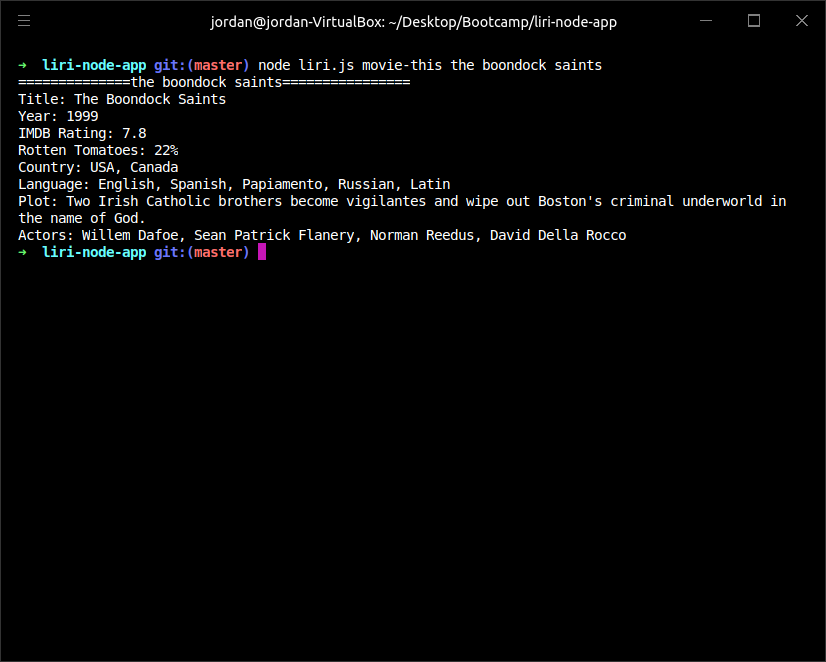 jordan@jordan-VirtualBox: ~/Desktop/Bootcamp/liri-node-app
➜  liri-node-app git:(master) node liri.js movie-this the boondock saints
==============the boondock saints================
Title: The Boondock Saints
Year: 1999
IMDB Rating: 7.8
Rotten Tomatoes: 22%
Country: USA, Canada
Language: English, Spanish, Papiamento, Russian, Latin
Plot: Two Irish Catholic brothers become vigilantes and wipe out Boston's criminal underworld in
the name of God.
Actors: Willem Dafoe, Sean Patrick Flanery, Norman Reedus, David Della Rocco
➜  liri-node-app git:(master)